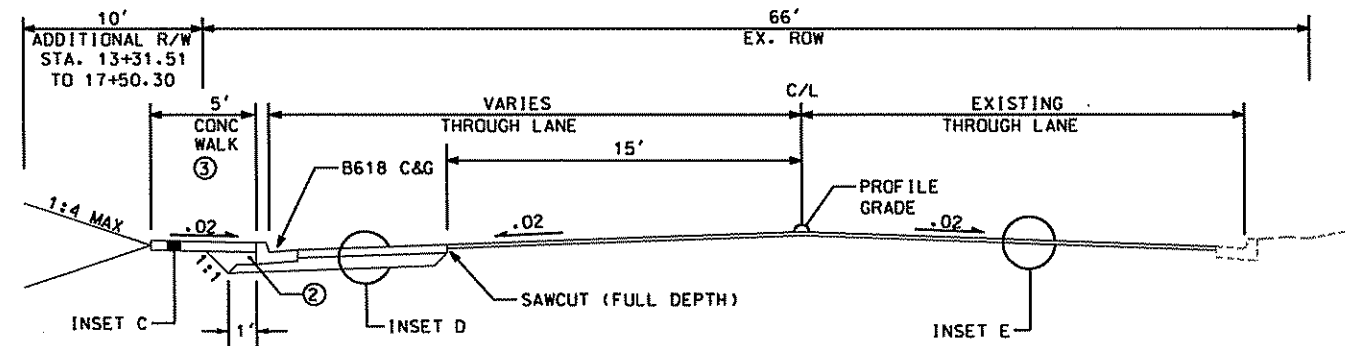 10'
66'
ADDITIONAL R/W
STA. 13+31.51
TO 17+50.30
EX. ROW
C/L
5'
CONC
WALK
③
VARIES
THROUGH LANE
EXISTING
THROUGH LANE
15'
B618 C&G
PROFILE
GRADE
1:4 MAX
.02
.02
.02
1:1
②
SAWCUT (FULL DEPTH)
INSET C
1'
INSET D
INSET E